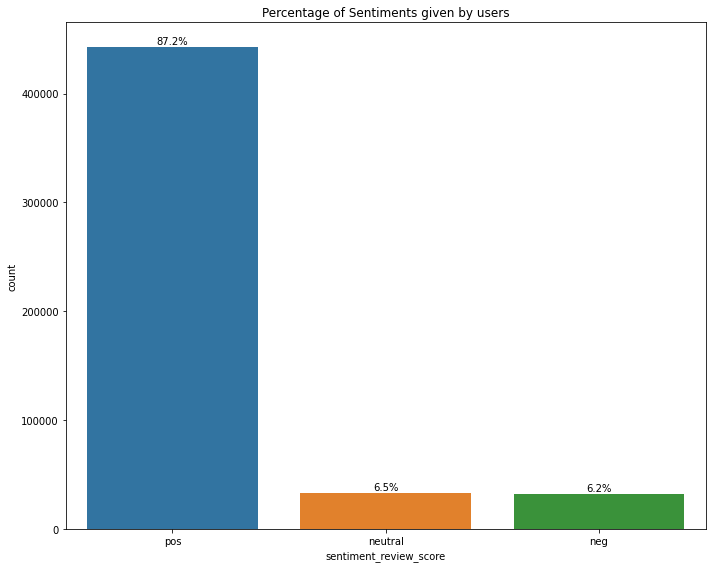 Percentage of Sentiments given by users
87.2%
400000
300000
count
200000
100000
6.5%
6.2%
0
pos
neutral
neg
sentiment_review_score